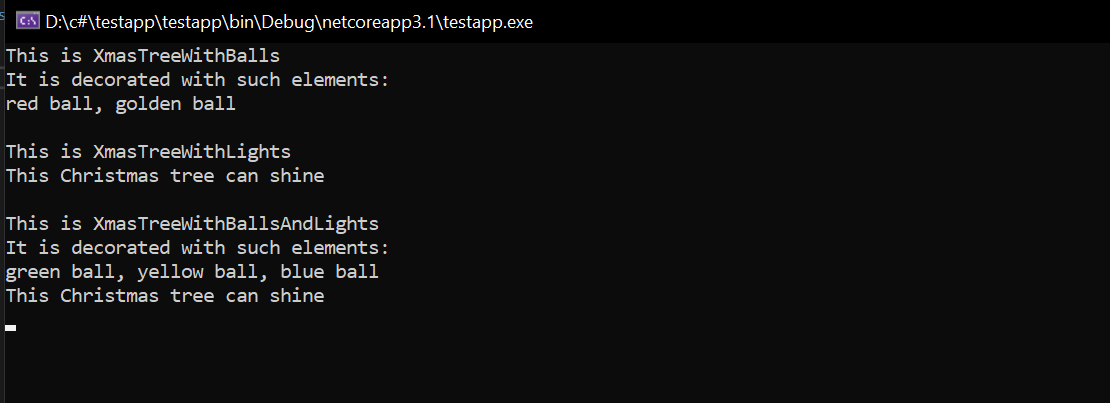 D:\c#\testapp\testapp\bin\Debug\netcoreapp3.1\testapp.exe
This is XmasTreeWithBalls
It is decorated with such elements:
red ball, golden ball
This is XmasTreeWithLights
This Christmas tree can shine
This is XmasTreeWithBallsAndLights
It is decorated with such elements:
green ball, yellow ball, blue ball
This Christmas tree can shine